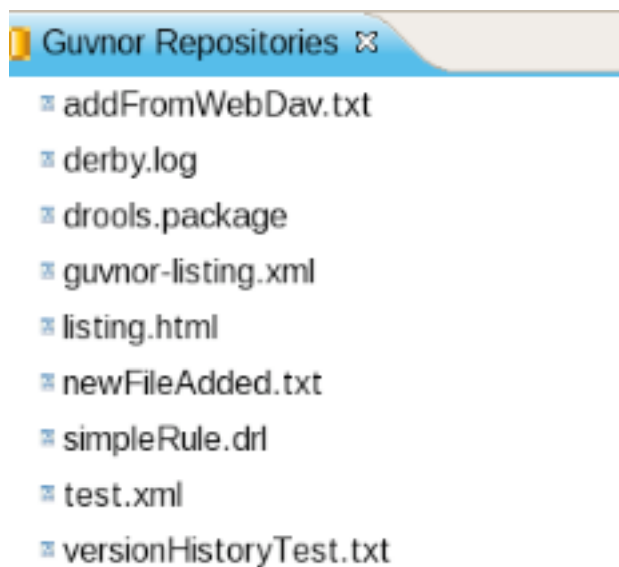 Guvnor Repositories
addFromWebDav.txt
derby.log
drools.package
guvnor-listing.xml
listing.html
newFileAdded.txt
simpleRule.drl
test.xml
versionHistoryTest.txt